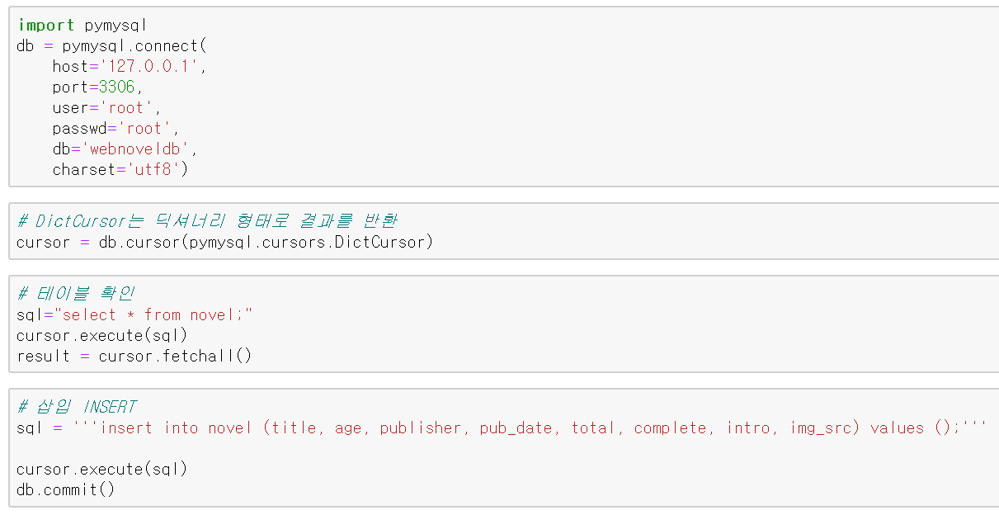 import pymysql
db = pymysql.connect(
    host='127.0.0.1',
    port=3306,
    user='root',
    passwd='root',
    db='webnoveldb',
    charset='utf8')
# DictCursor는 딕셔너리 형태로 결과를 반환
cursor = db.cursor(pymysql.cursors.DictCursor)
# 테이블 확인
sql="select * from novel;"
cursor.execute(sql)
result = cursor.fetchall()
# 삽입 INSERT
sql = '''insert into novel (title, age, publisher, pub_date, total, complete, intro, img_src) values ();'''
cursor.execute(sql)
db.commit()